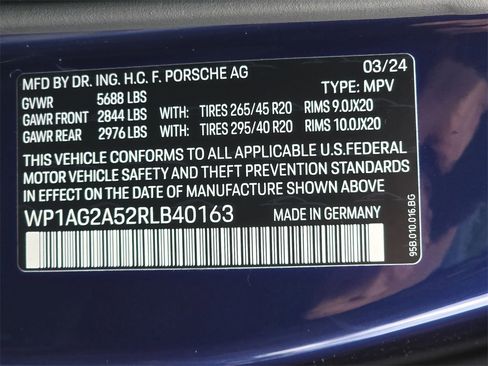 MFD BY DR. ING. H.C. F. PORSCHE AG 03/24
GVWR 5688 LBS TYPE: MPV
GAWR FRONT 2844 LBS WITH: TIRES 265/45 R20 RIMS 9.0JX20
GAWR REAR 2976 LBS WITH: TIRES 295/40 R20 RIMS 10.0JX20
THIS VEHICLE CONFORMS TO ALL APPLICABLE U.S. FEDERAL
MOTOR VEHICLE SAFETY AND THEFT PREVENTION STANDARDS
IN EFFECT ON THE DATE OF MANUFACTURE SHOWN ABOVE
WP1AG2A52RLB40163 MADE IN GERMANY
95B.010.016.BG